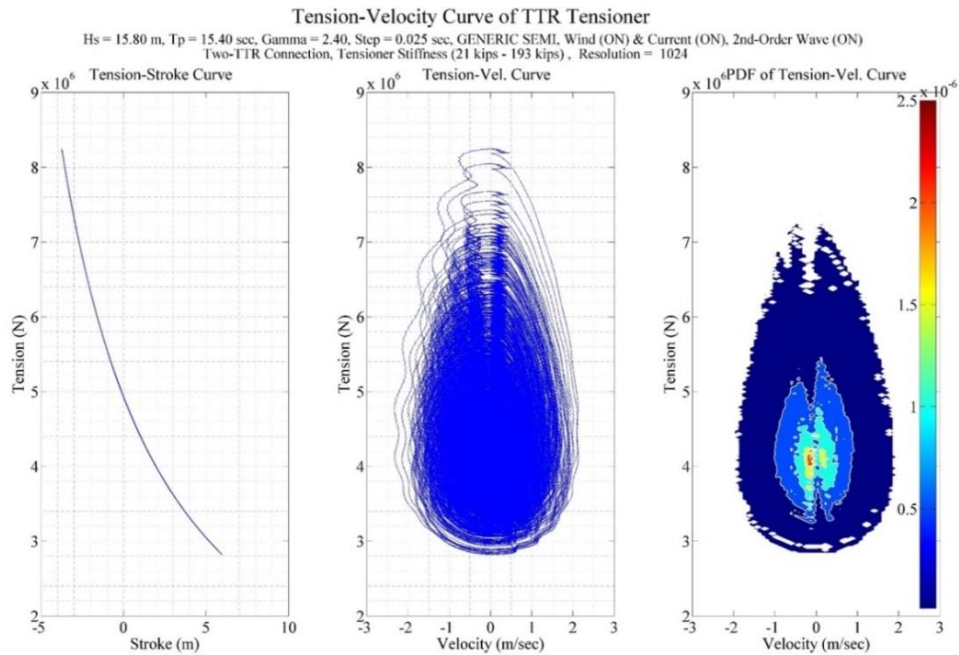 Tension-Velocity Curve of TTR Tensioner
Hs = 15.80 m, Tp = 15.40 sec, Gamma = 2.40, Step = 0.025 sec, GENERIC SEMI, Wind (ON) & Current (ON), 2nd-Order Wave (ON)
Two-TTR Connection, Tensioner Stiffness (21 kips - 193 kips) , Resolution = 1024
Tension-Stroke Curve
x 10^6
9
8
7
6
5
4
3
2
Tension (N)
-5 0 5 10
Stroke (m)
Tension-Vel. Curve
x 10^6
9
8
7
6
5
4
3
2
Tension (N)
-3 -2 -1 0 1 2 3
Velocity (m/sec)
PDF of Tension-Vel. Curve
x 10^6
9
8
7
6
5
4
3
2
Tension (N)
-3 -2 -1 0 1 2 3
Velocity (m/sec)
x 10^-6
2.5
2
1.5
1
0.5